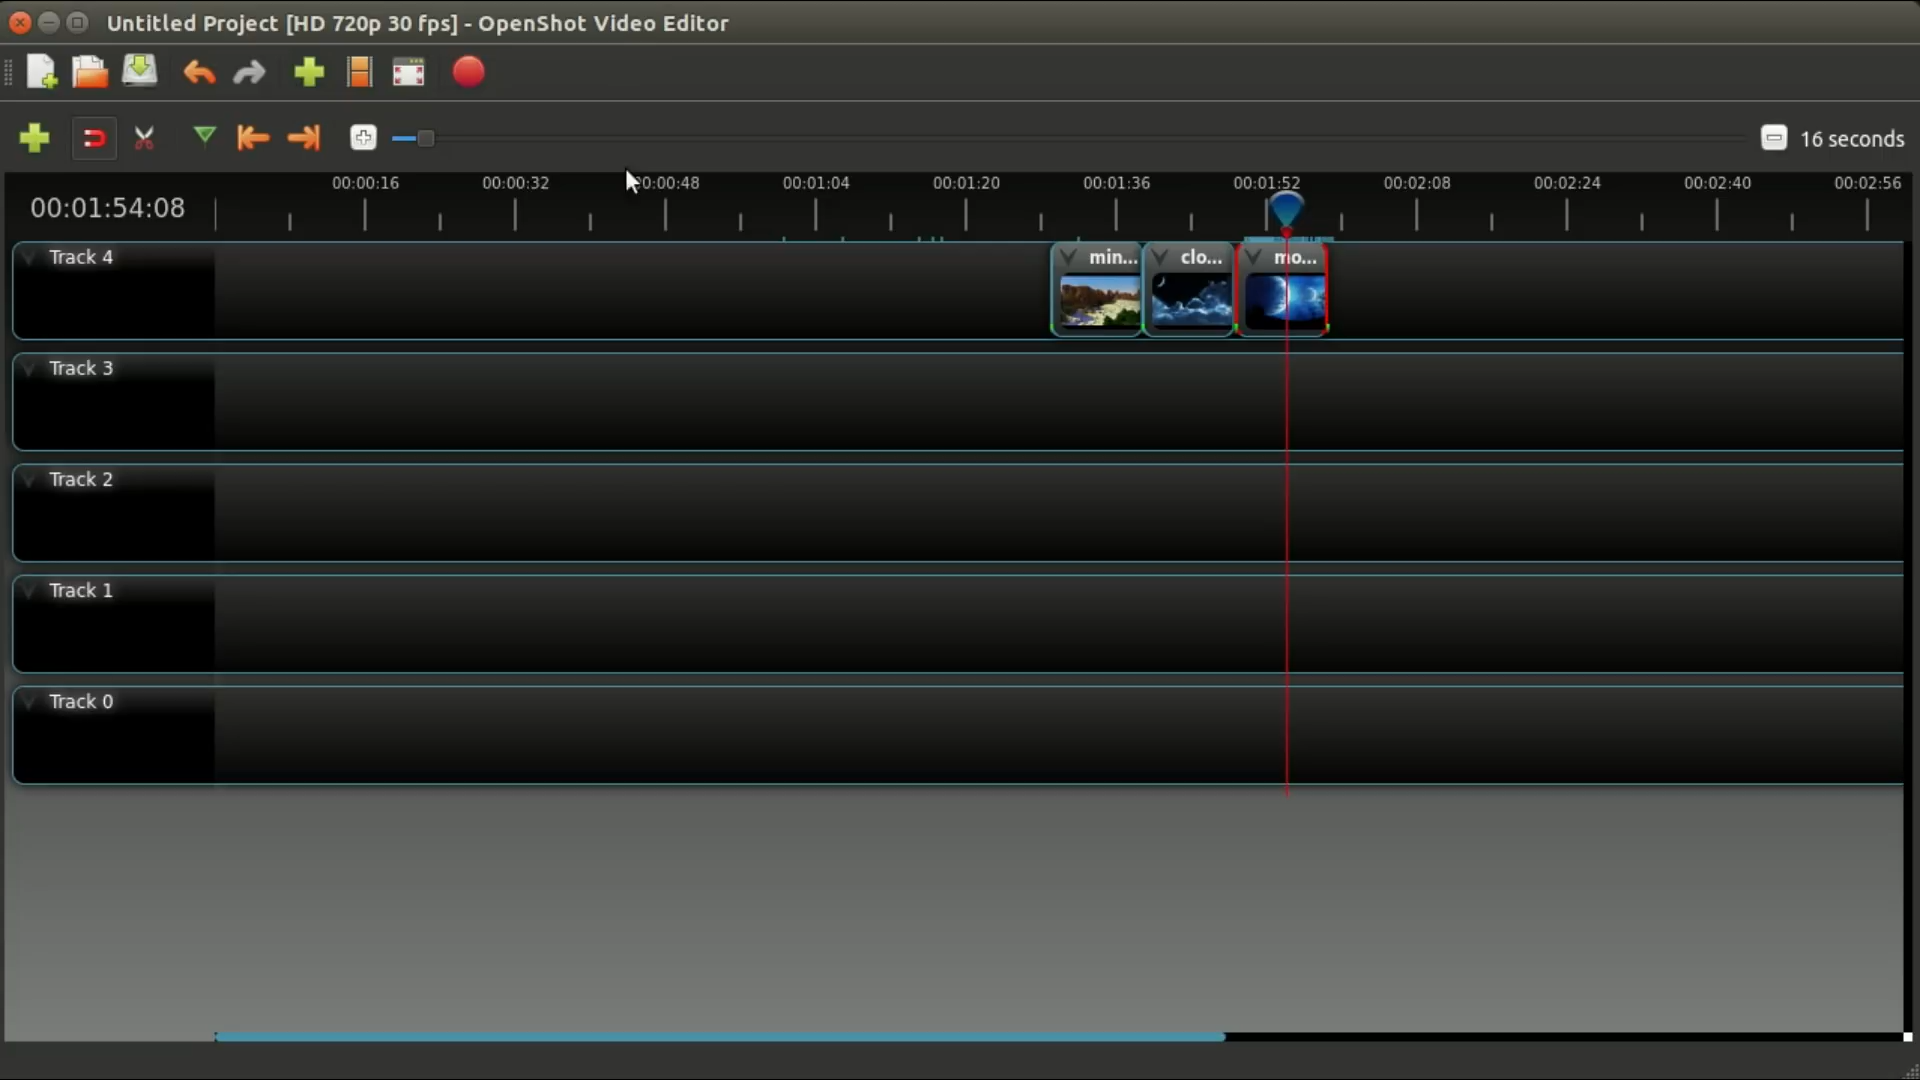 Untitled Project [HD 720p 30 fps] - OpenShot Video Editor
16 seconds
00:01:54:08
00:00:16 00:00:32 00:00:48 00:01:04 00:01:20 00:01:36 00:01:52 00:02:08 00:02:24 00:02:40 00:02:56
Track 4
min... clo... mo...
Track 3
Track 2
Track 1
Track 0